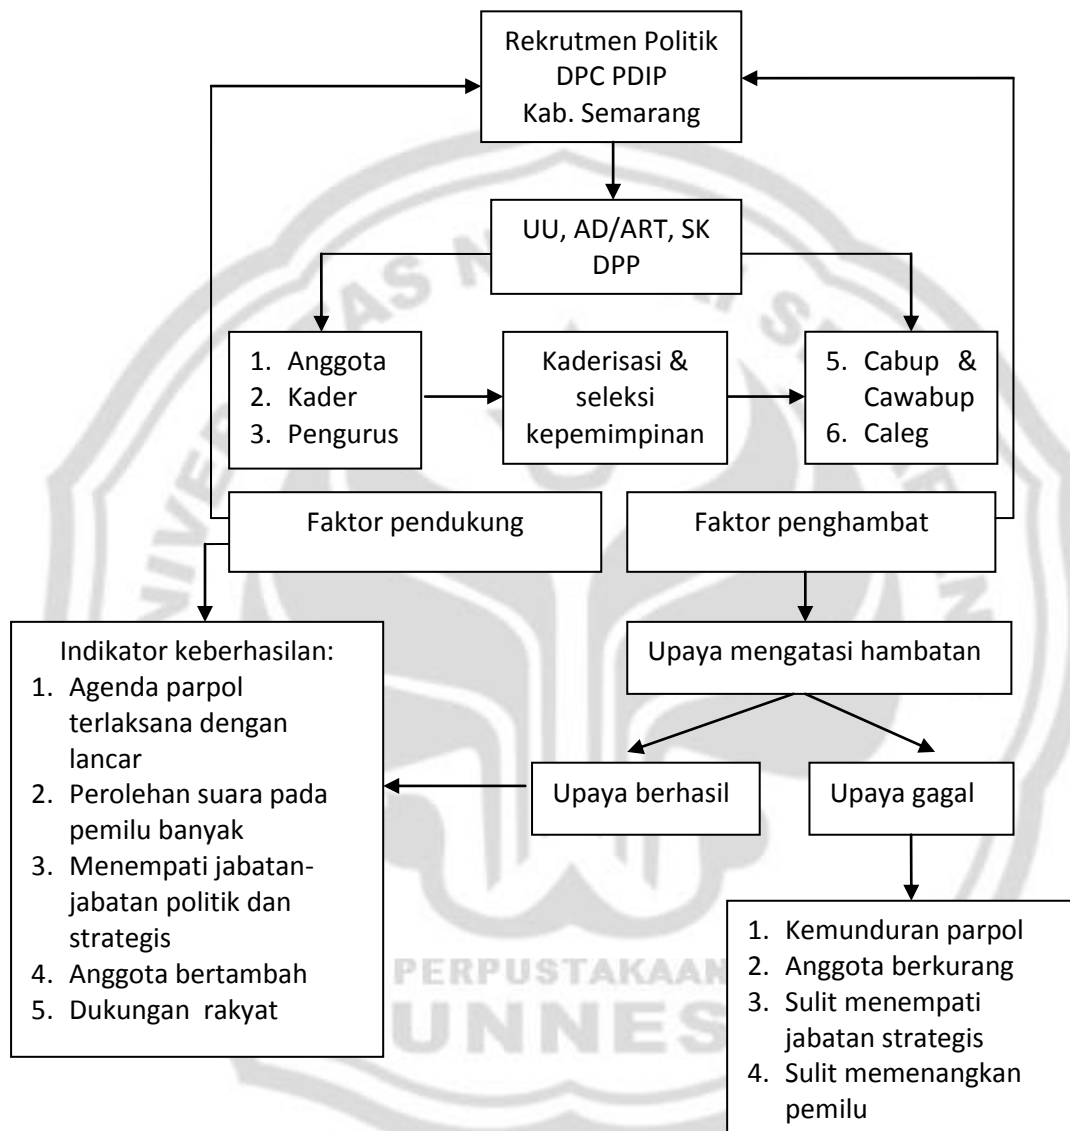 Rekrutmen Politik
DPC PDIP
Kab. Semarang
UU, AD/ART, SK
DPP
1. Anggota
2. Kader
3. Pengurus
Kaderisasi &
seleksi
kepemimpinan
5. Cabup &
Cawabup
6. Caleg
Faktor pendukung
Faktor penghambat
Indikator keberhasilan:
1. Agenda parpol
terlaksana dengan
lancar
2. Perolehan suara pada
pemilu banyak
3. Menempati jabatan-
jabatan politik dan
strategis
4. Anggota bertambah
5. Dukungan rakyat
Upaya mengatasi hambatan
Upaya berhasil
Upaya gagal
1. Kemunduran parpol
2. Anggota berkurang
3. Sulit menempati
jabatan strategis
4. Sulit memenangkan
pemilu
PERPUSTAKAAN
UNNES